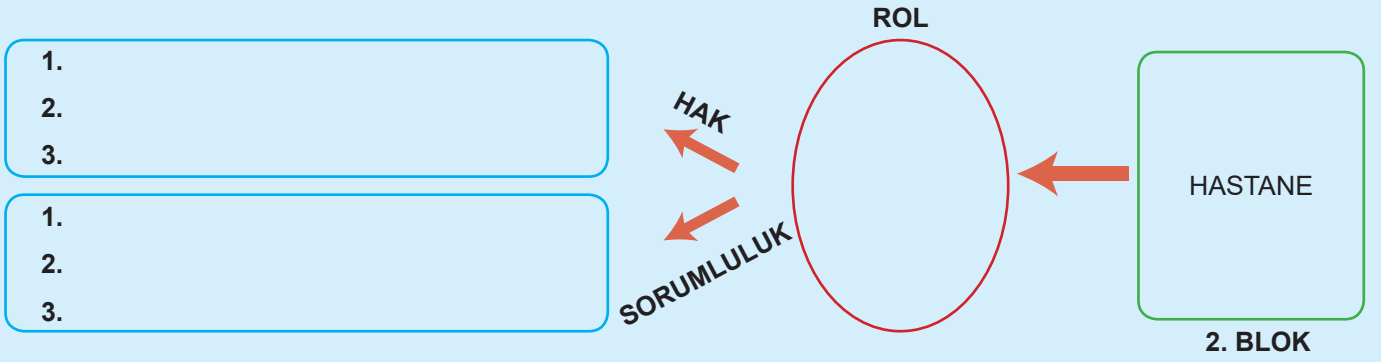 ROL
1.
2.
3.
HAK
HASTANE
1.
2.
3.
SORUMLULUK
2. BLOK